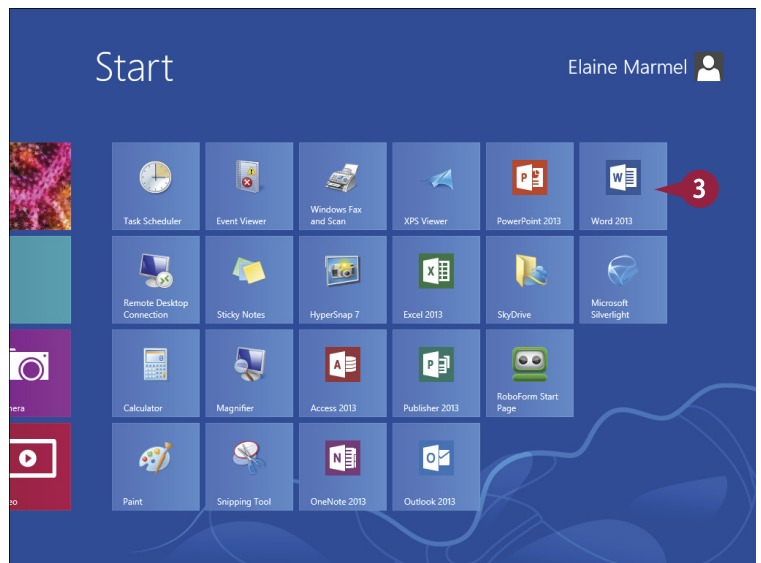 Start
Elaine Marmel
3
Task Scheduler
Event Viewer
Windows Fax
and Scan
XPS Viewer
PowerPoint 2013
Word 2013
Remote Desktop
Connection
Sticky Notes
HyperSnap 7
Excel 2013
SkyDrive
Microsoft
Silverlight
nera
Calculator
Magnifier
Access 2013
Publisher 2013
RoboForm Start
Page
eo
Paint
Snipping Tool
OneNote 2013
Outlook 2013